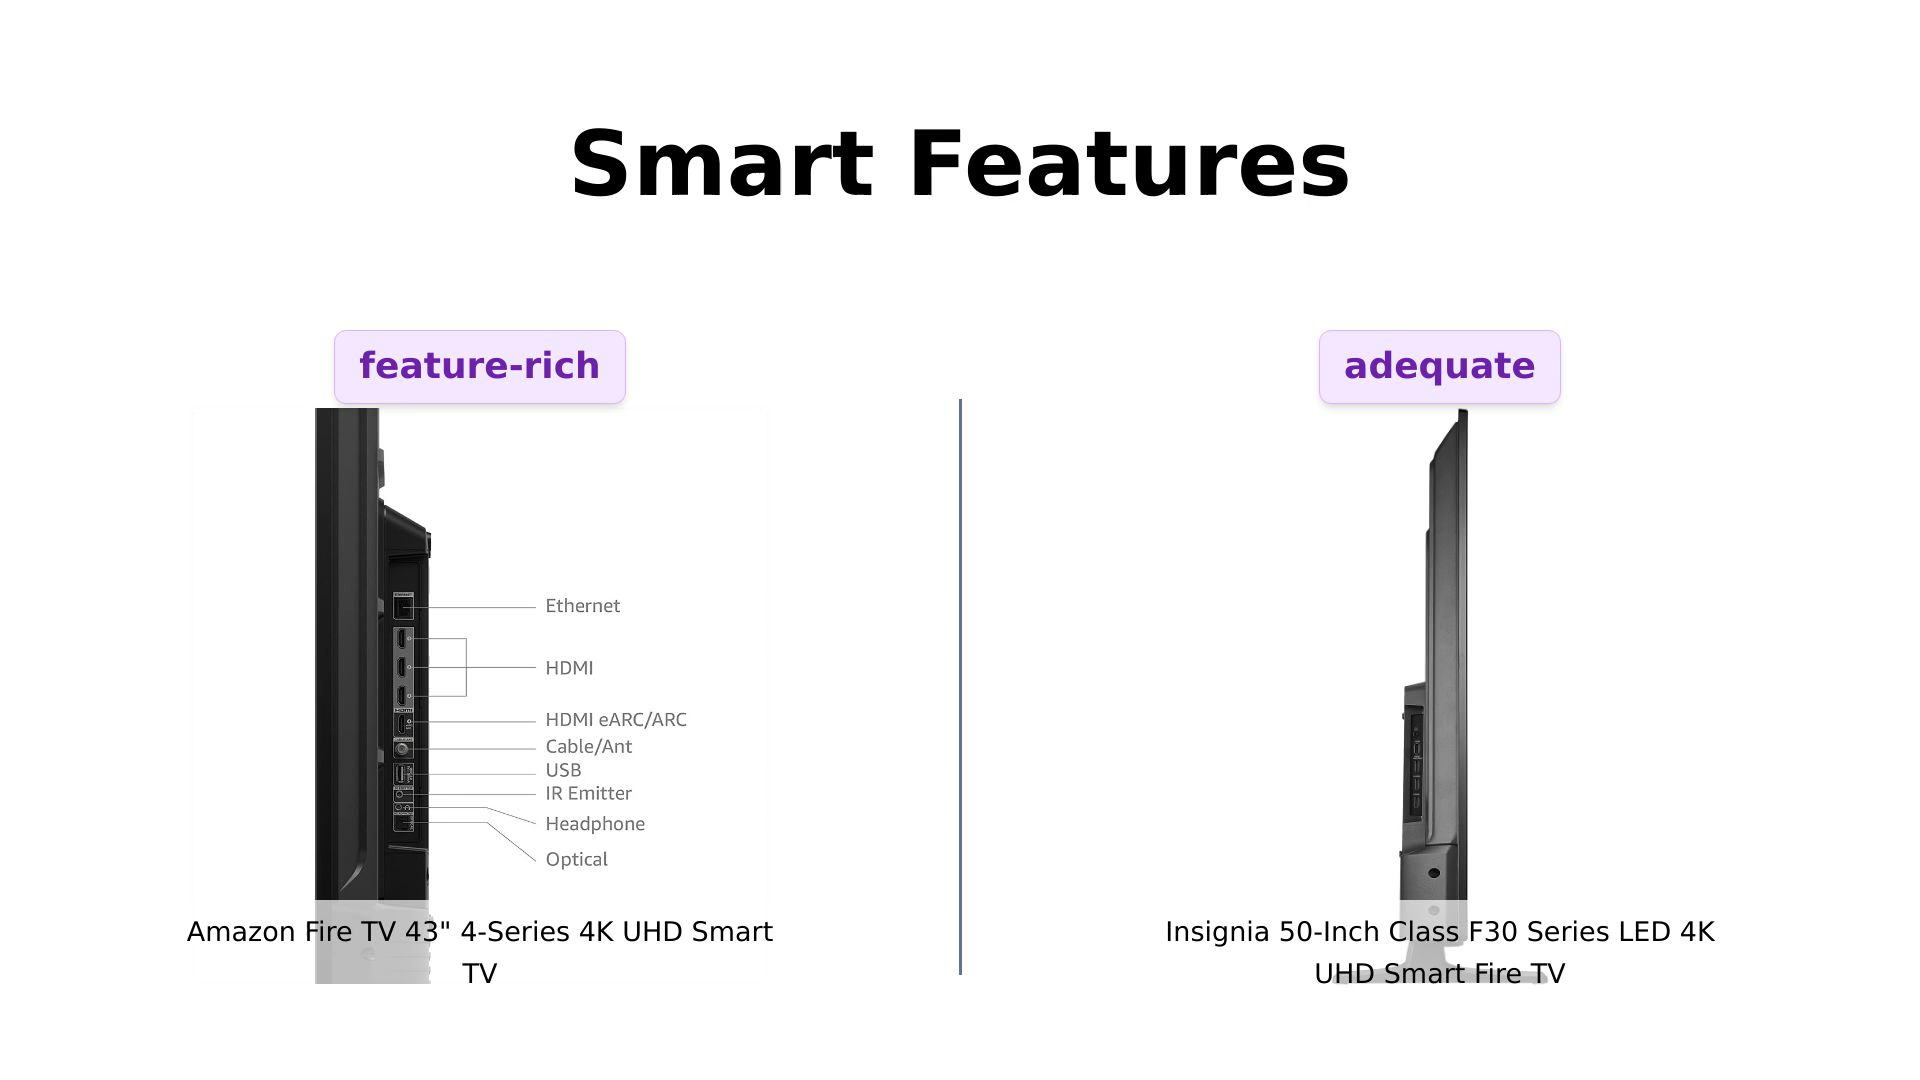 Smart Features
feature-rich
Ethernet
HDMI
HDMI eARC/ARC
Cable/Ant
USB
IR Emitter
Headphone
Optical
Amazon Fire TV 43" 4-Series 4K UHD Smart
TV
adequate
Insignia 50-Inch Class F30 Series LED 4K
UHD Smart Fire TV